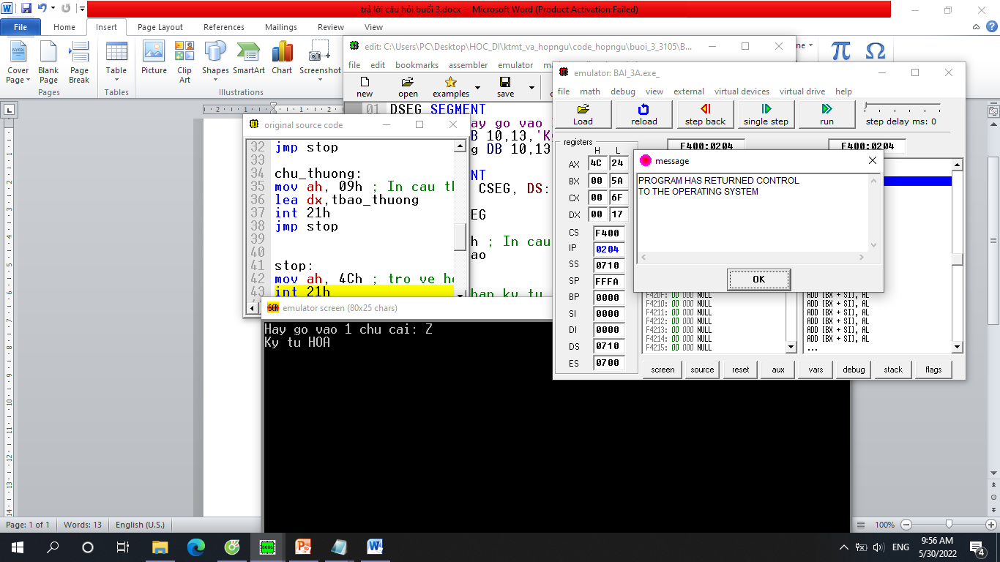 trả lời câu hỏi buổi 3.docx - Microsoft Word (Product Activation Failed)
File Home Insert Page Layout References Mailings Review View
Cover Page Blank Page Page Break Table Picture Clip Art Shapes SmartArt Chart Screenshot
Pages Tables Illustrations
edit: C:\Users\PC\Desktop\HOC_DI\ktmt_va_hopngu\code_hopngu\buoi_3_3105\B...
file edit bookmarks assembler emulator
new open examples save
01 DSEG SEGMENT
ay go vao
B 10,13,'K
g DB 10,13
NT
CSEG, DS:
EG
h ; In cau
ao
ky tu
original source code
32 jmp stop
33
34 chu_thuong:
35 mov ah, 09h ; In cau th
36 lea dx,tbao_thuong
37 int 21h
38 jmp stop
39
40
41 stop:
42 mov ah, 4Ch ; tro ve he
43 int 21h
emulator screen (80x25 chars)
Hay go vao 1 chu cai: Z
Ky tu HOA
emulator: BAI_3A.exe_
file math debug view external virtual devices virtual drive help
Load reload step back single step run step delay ms: 0
registers F400:0204 F400:0204
H L
AX 4C 24
BX 00 5A
CX 00 6F
DX 00 17
CS F400
IP 0204
SS 0710
SP FFFA
BP 0000
SI 0000
DI 0000
DS 0710
ES 0700
message
PROGRAM HAS RETURNED CONTROL
TO THE OPERATING SYSTEM
OK
F420F: 00 000 NULL ADD [BX + SI], AL
F4210: 00 000 NULL ADD [BX + SI], AL
F4211: 00 000 NULL ADD [BX + SI], AL
F4212: 00 000 NULL ADD [BX + SI], AL
F4213: 00 000 NULL ADD [BX + SI], AL
F4214: 00 000 NULL ADD [BX + SI], AL
F4215: 00 000 NULL ...
screen source reset aux vars debug stack flags
Page: 1 of 1 Words: 13 English (U.S.) 100%
ENG 9:56 AM
5/30/2022
4